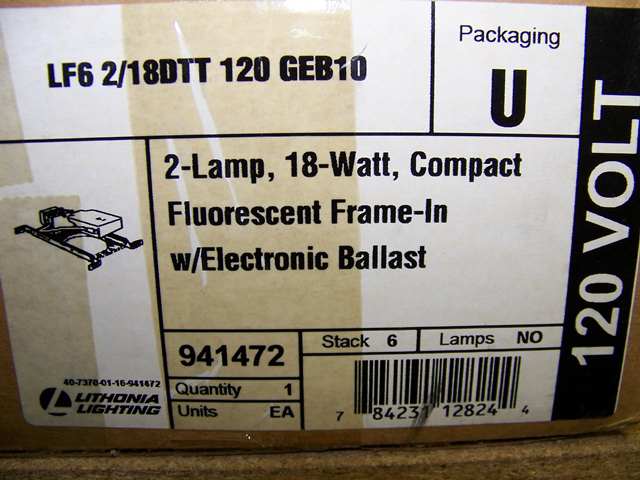 LF6 2/18DTT 120 GEB10
Packaging
U
120 VOLT
2-Lamp, 18-Watt, Compact
Fluorescent Frame-In
w/Electronic Ballast
941472
Stack 6
Lamps NO
Quantity 1
Units EA
40-7370-01-16-941472
LITHONIA
LIGHTING
7 84231 12824 4